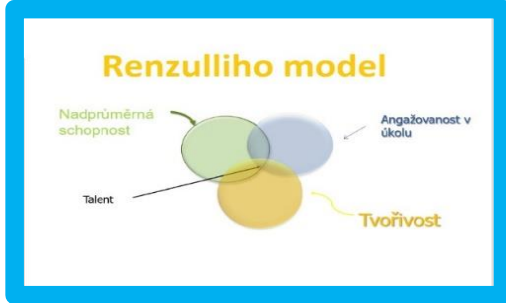 Renzulliho model
Nadprůměrná
schopnost
Angažovanost v
úkolu
Talent
Tvořivost